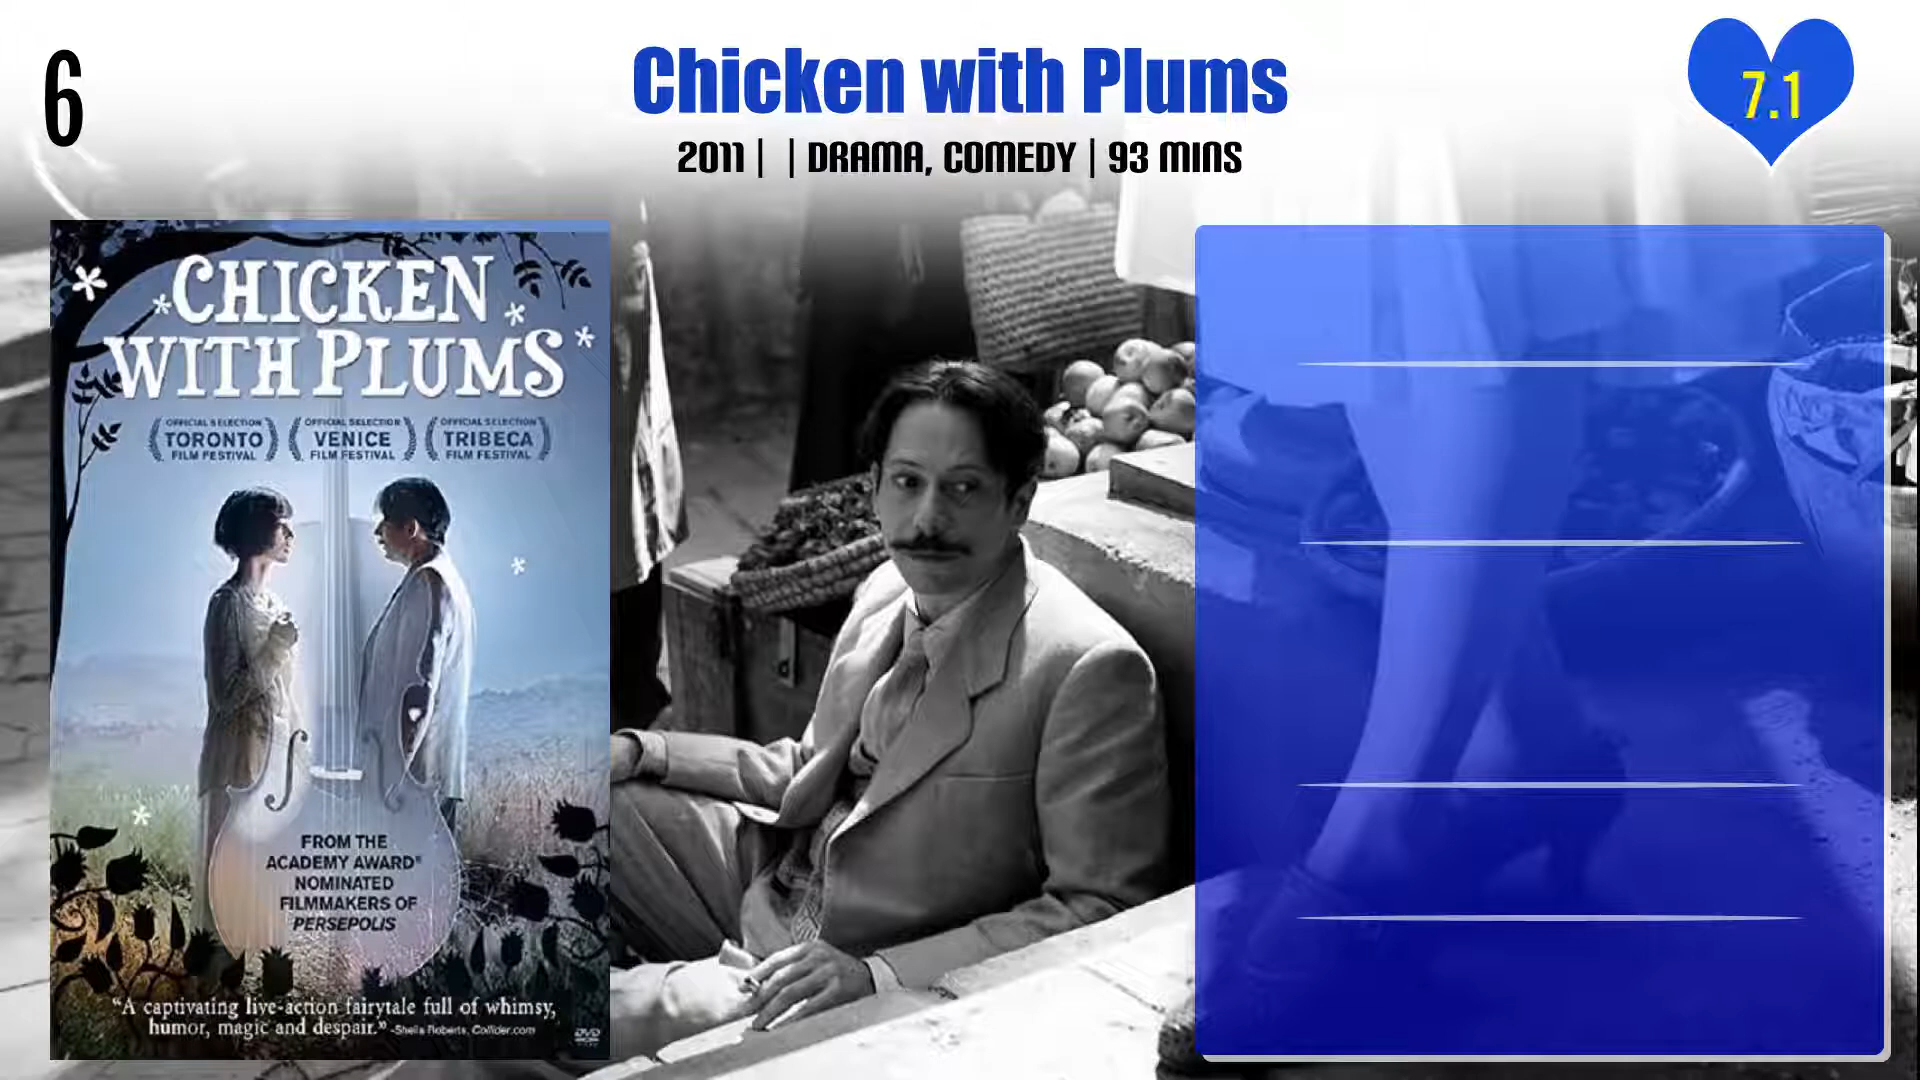 6
Chicken with Plums
2011 | | DRAMA, COMEDY | 93 MINS
7.1
CHICKEN
WITH PLUMS
OFFICIAL SELECTION
TORONTO
FILM FESTIVAL
OFFICIAL SELECTION
VENICE
FILM FESTIVAL
OFFICIAL SELECTION
TRIBECA
FILM FESTIVAL
FROM THE
ACADEMY AWARD®
NOMINATED
FILMMAKERS OF
PERSEPOLIS
“A captivating live-action fairytale full of whimsy,
humor, magic and despair.” -Sheila Roberts, Collider.com
DVD